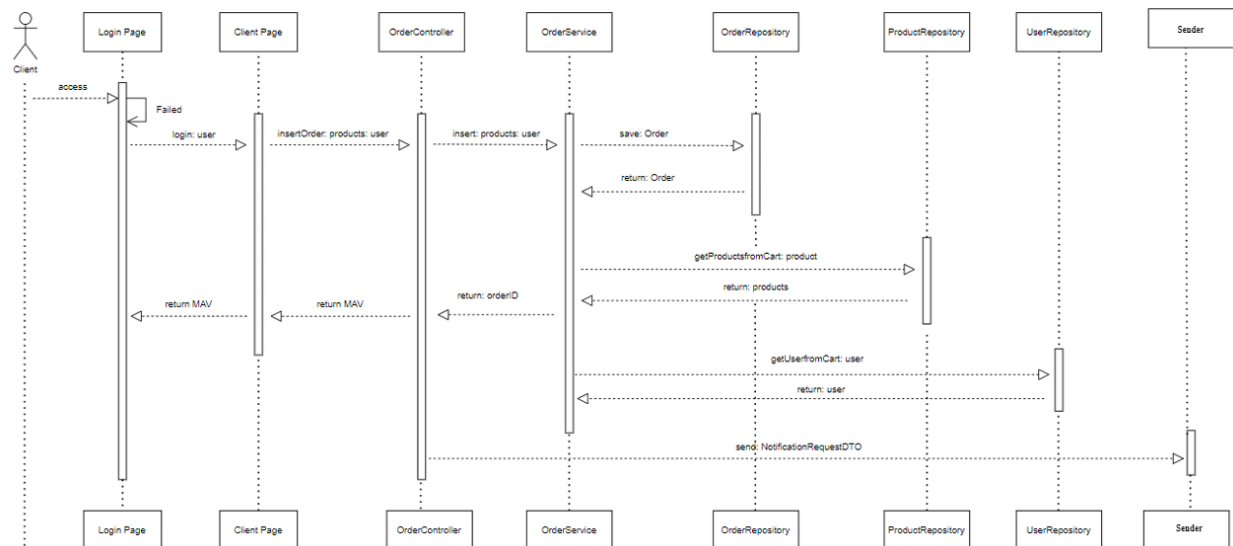 Login Page
Client Page
OrderController
OrderService
OrderRepository
ProductRepository
UserRepository
Sender
Client
access
Failed
login: user
insertOrder: products: user
insert: products: user
save: Order
return: Order
getProductsfromCart: product
return: products
return: orderID
return MAV
return MAV
getUserfromCart: user
return: user
send: NotificationRequestDTO
Login Page
Client Page
OrderController
OrderService
OrderRepository
ProductRepository
UserRepository
Sender